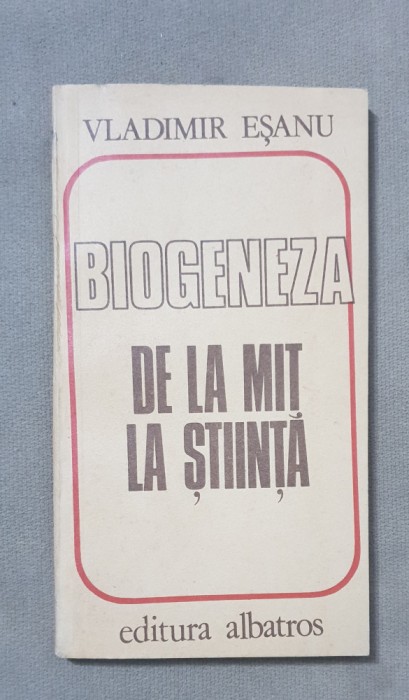 VLADIMIR EȘANU
BIOGENEZA
DE LA MIT
LA ȘTIINȚĂ
editura albatros